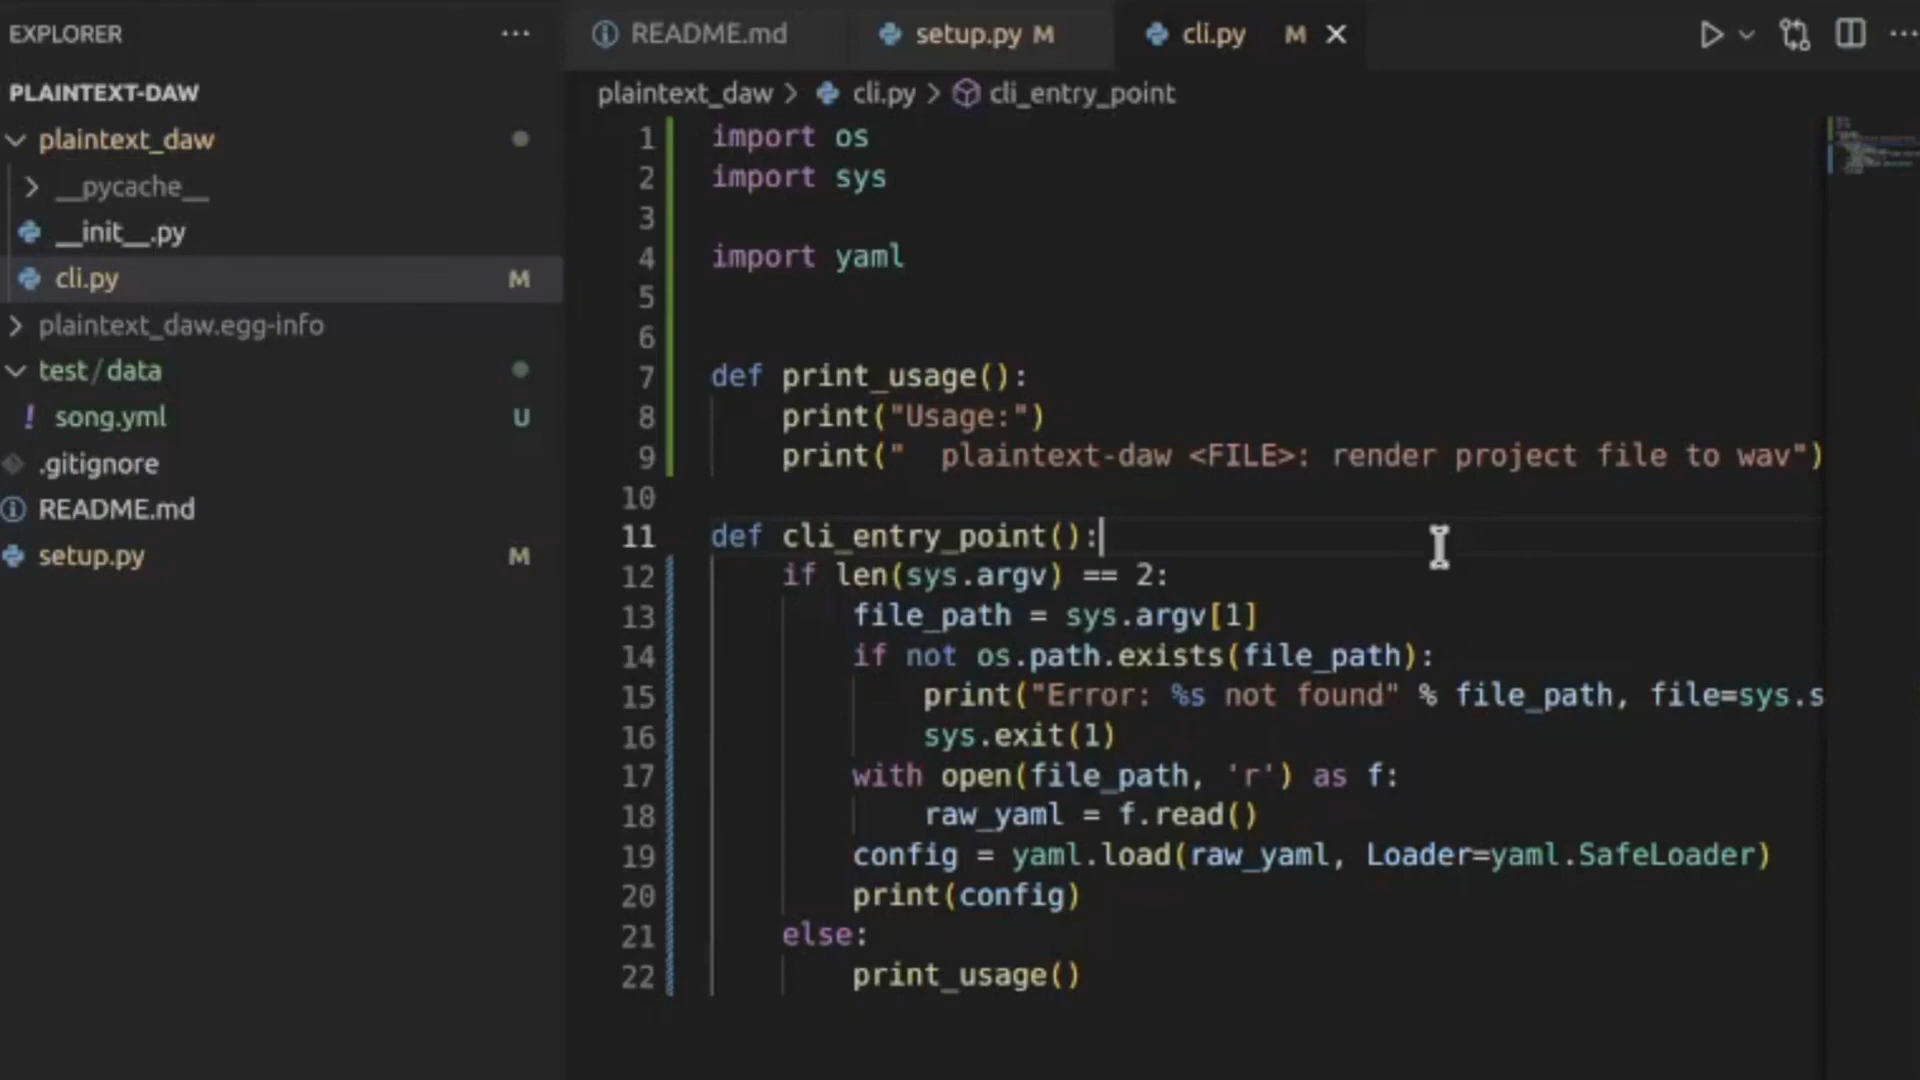 EXPLORER
PLAINTEXT-DAW
plaintext_daw
__pycache__
__init__.py
cli.py M
plaintext_daw.egg-info
test/data
! song.yml U
.gitignore
README.md
setup.py M
README.md setup.py M cli.py M
plaintext_daw > cli.py > cli_entry_point
1 import os
2 import sys
3
4 import yaml
5
6
7 def print_usage():
8     print("Usage:")
9     print("  plaintext-daw <FILE>: render project file to wav")
10
11 def cli_entry_point():
12     if len(sys.argv) == 2:
13         file_path = sys.argv[1]
14         if not os.path.exists(file_path):
15             print("Error: %s not found" % file_path, file=sys.s
16             sys.exit(1)
17         with open(file_path, 'r') as f:
18             raw_yaml = f.read()
19         config = yaml.load(raw_yaml, Loader=yaml.SafeLoader)
20         print(config)
21     else:
22         print_usage()